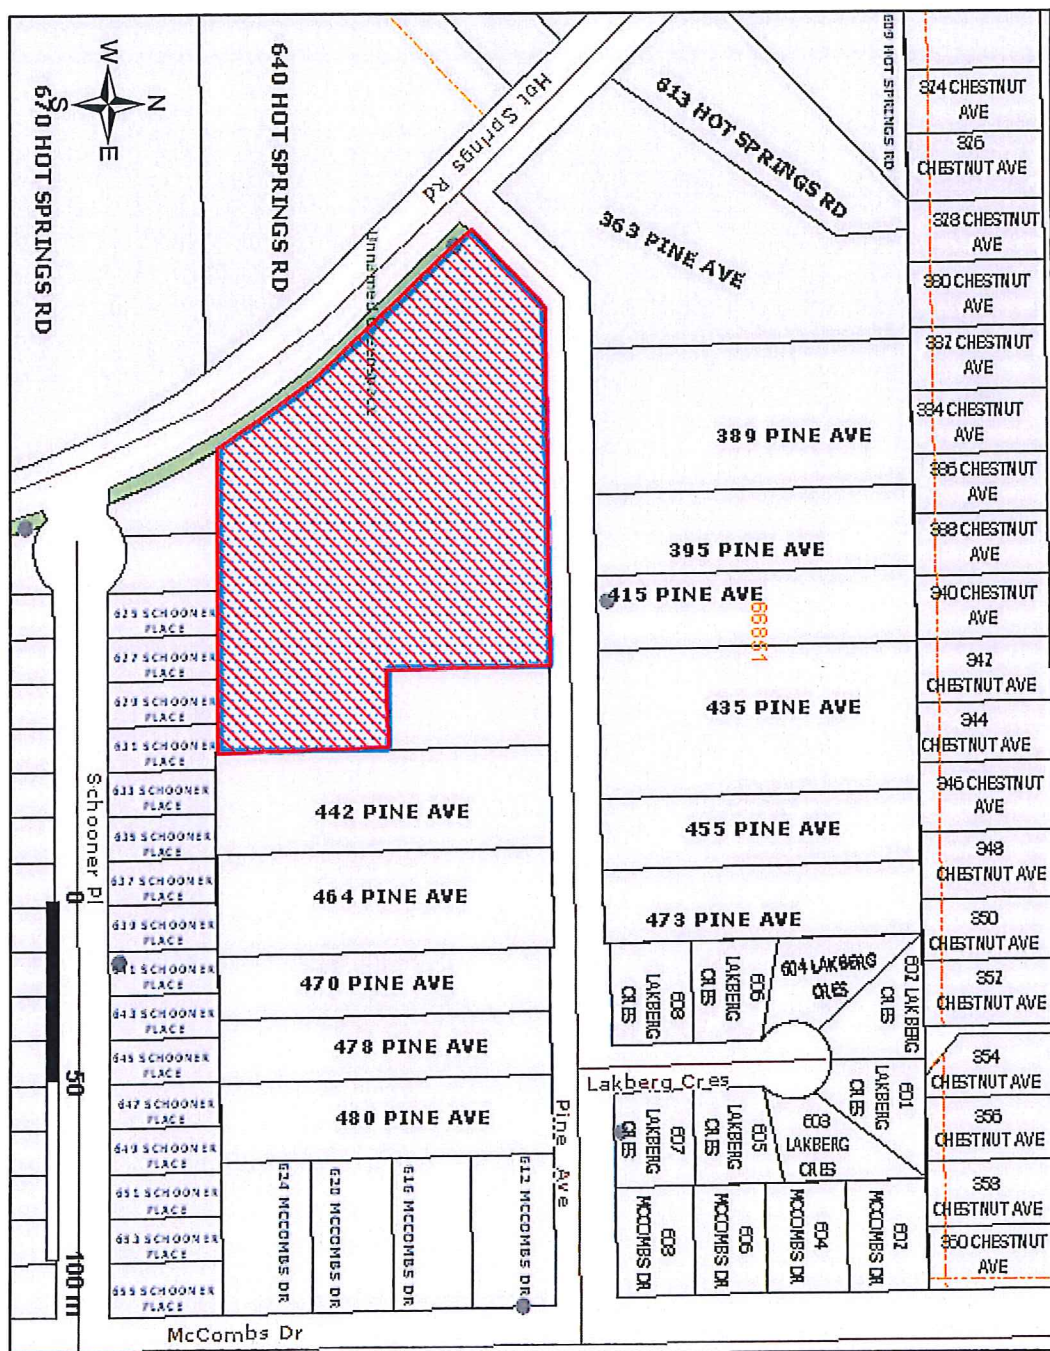 W
N
S
E
670 HOT SPRINGS RD
640 HOT SPRINGS RD
Hot Springs Rd
613 HOT SPRINGS RD
609 HOT SPRINGS RD
363 PINE AVE
389 PINE AVE
395 PINE AVE
415 PINE AVE
66851
435 PINE AVE
455 PINE AVE
473 PINE AVE
324 CHESTNUT
AVE
326
CHESTNUT AVE
328 CHESTNUT
AVE
330 CHESTNUT
AVE
332 CHESTNUT
AVE
334 CHESTNUT
AVE
336 CHESTNUT
AVE
338 CHESTNUT
AVE
340 CHESTNUT
AVE
342
CHESTNUT AVE
344
CHESTNUT AVE
346 CHESTNUT
AVE
348
CHESTNUT AVE
350
CHESTNUT AVE
352
CHESTNUT AVE
354
CHESTNUT AVE
356
CHESTNUT AVE
358
CHESTNUT AVE
360 CHESTNUT
AVE
Unnamed
625 SCHOONER
PLACE
627 SCHOONER
PLACE
629 SCHOONER
PLACE
631 SCHOONER
PLACE
633 SCHOONER
PLACE
635 SCHOONER
PLACE
637 SCHOONER
PLACE
639 SCHOONER
PLACE
641 SCHOONER
PLACE
643 SCHOONER
PLACE
645 SCHOONER
PLACE
647 SCHOONER
PLACE
649 SCHOONER
PLACE
651 SCHOONER
PLACE
653 SCHOONER
PLACE
655 SCHOONER
PLACE
Schooner Pl
0
50
100 m
442 PINE AVE
464 PINE AVE
470 PINE AVE
478 PINE AVE
480 PINE AVE
624 MCCOMBS DR
620 MCCOMBS DR
616 MCCOMBS DR
612 MCCOMBS DR
Pine Ave
McCombs Dr
608
LAKBERG
CRES
606
LAKBERG
CRES
604 LAKBERG
CRES
602 LAKBERG
CRES
Lakberg Cres
601
LAKBERG
CRES
603
LAKBERG
CRES
605
LAKBERG
CRES
607
LAKBERG
CRES
608
MCCOMBS DR
606
MCCOMBS DR
604
MCCOMBS DR
602
MCCOMBS DR